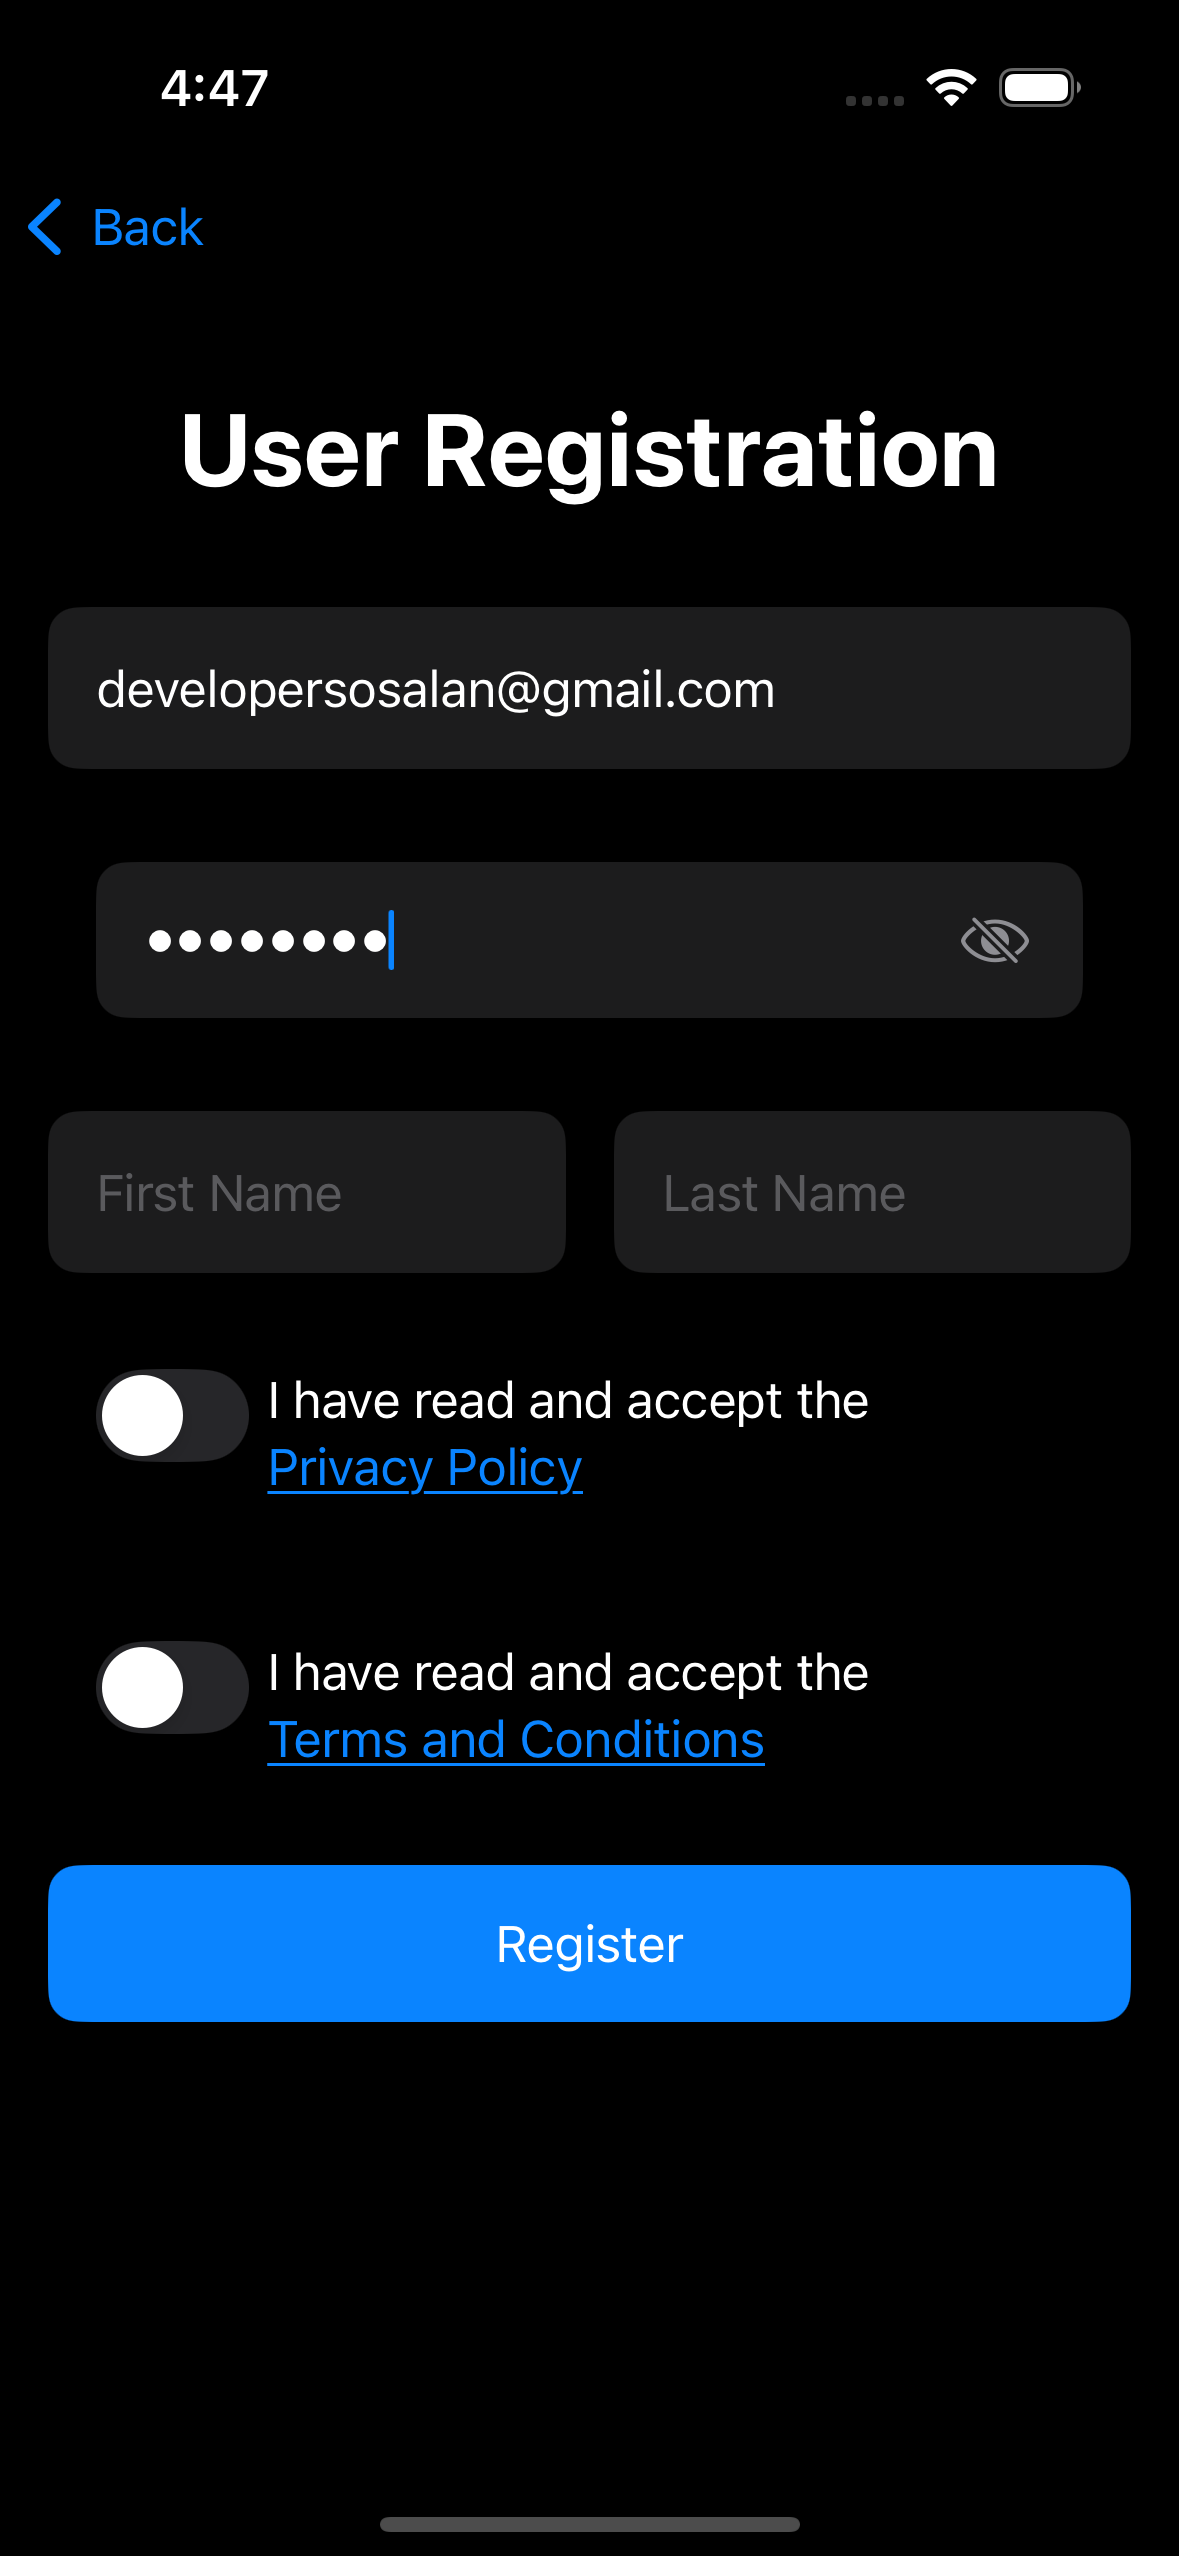 4:47
Back
User Registration
developersosalan@gmail.com
••••••••
First Name Last Name
I have read and accept the
Privacy Policy
I have read and accept the
Terms and Conditions
Register